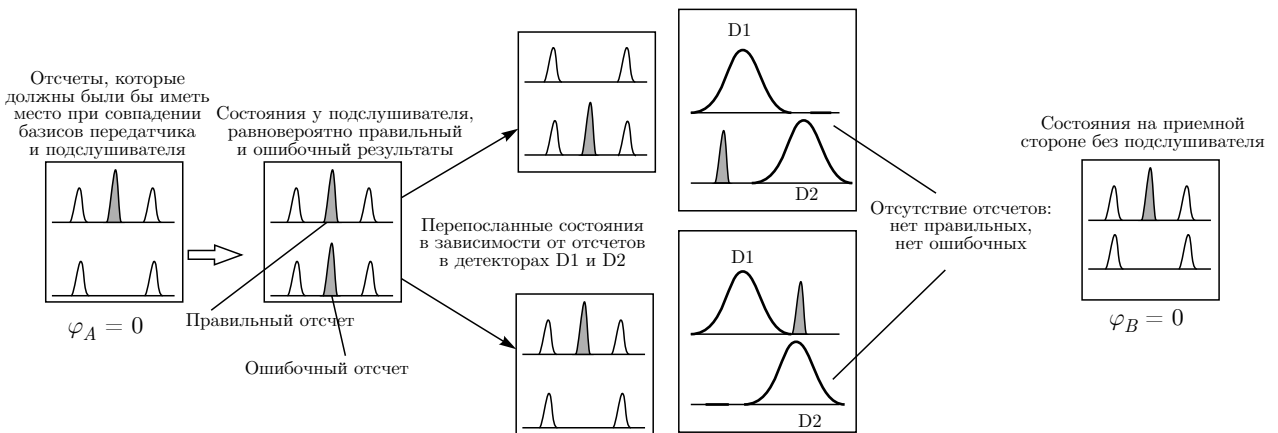 Отсчеты, которые
должны были бы иметь
место при совпадении
базисов передатчика
и подслушивателя
φ_A = 0
Состояния у подслушивателя,
равновероятно правильный
и ошибочный результаты
Правильный отсчет
Ошибочный отсчет
Перепосланные состояния
в зависимости от отсчетов
в детекторах D1 и D2
D1
D2
D1
D2
Отсутствие отсчетов:
нет правильных,
нет ошибочных
Состояния на приемной
стороне без подслушивателя
φ_B = 0